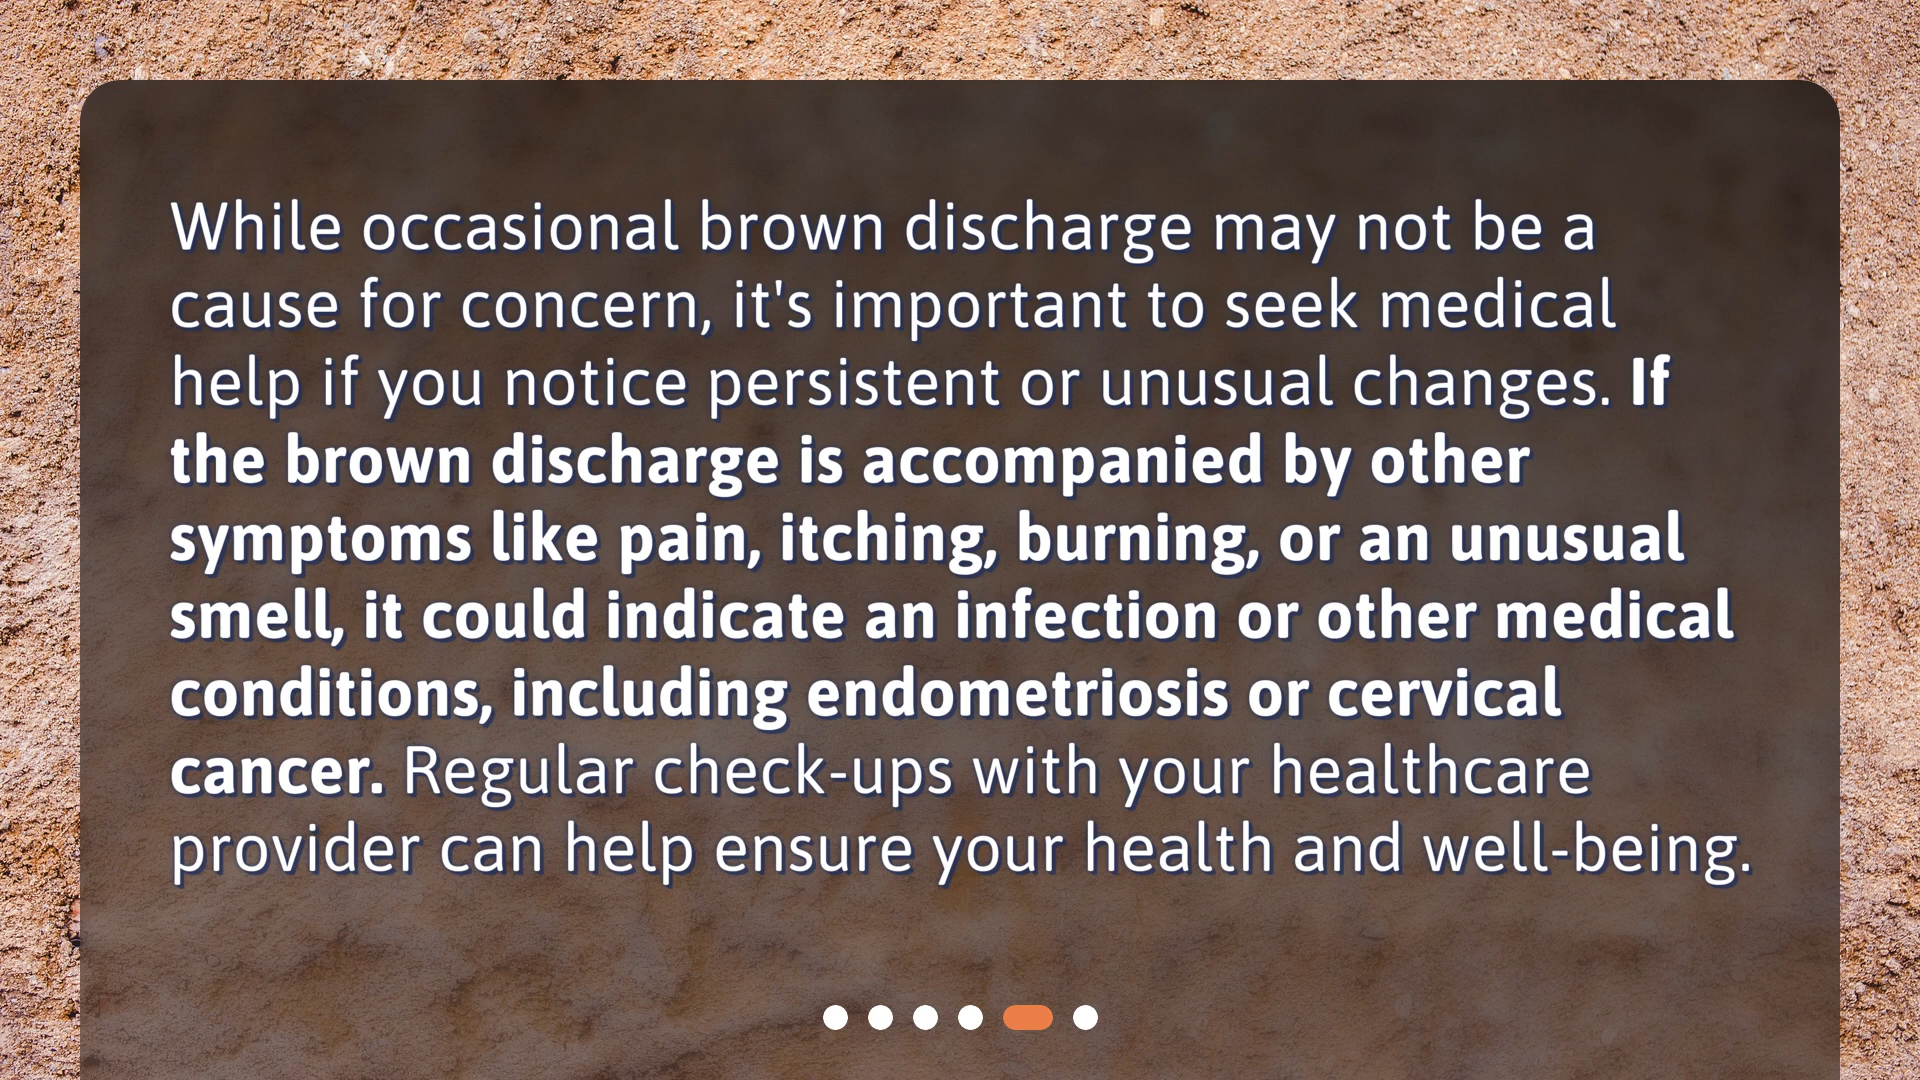 While occasional brown discharge may not be a
cause for concern, it's important to seek medical
help if you notice persistent or unusual changes. If
the brown discharge is accompanied by other
symptoms like pain, itching, burning, or an unusual
smell, it could indicate an infection or other medical
conditions, including endometriosis or cervical
cancer. Regular check-ups with your healthcare
provider can help ensure your health and well-being.